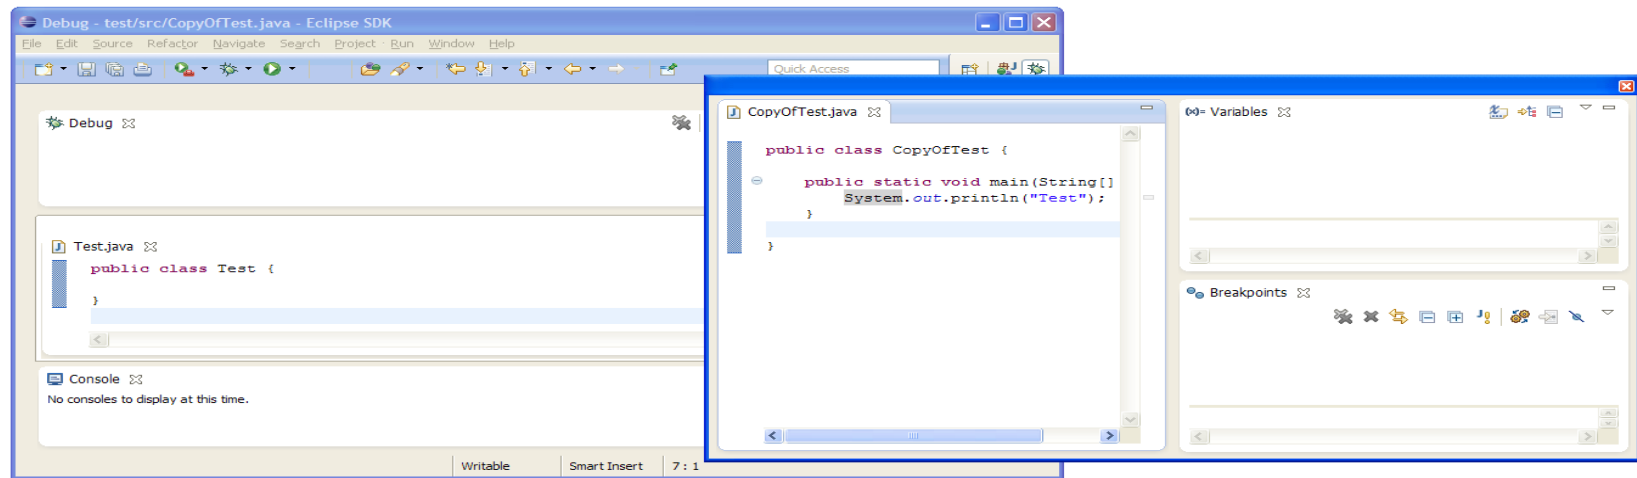 Debug - test/src/CopyOfTest.java - Eclipse SDK
File Edit Source Refactor Navigate Search Project Run Window Help
Quick Access
Debug
Test.java
public class Test {
}
Console
No consoles to display at this time.
Writable Smart Insert 7 : 1
CopyOfTest.java
public class CopyOfTest {
public static void main(String[]
System.out.println("Test");
}
}
(x)= Variables
Breakpoints